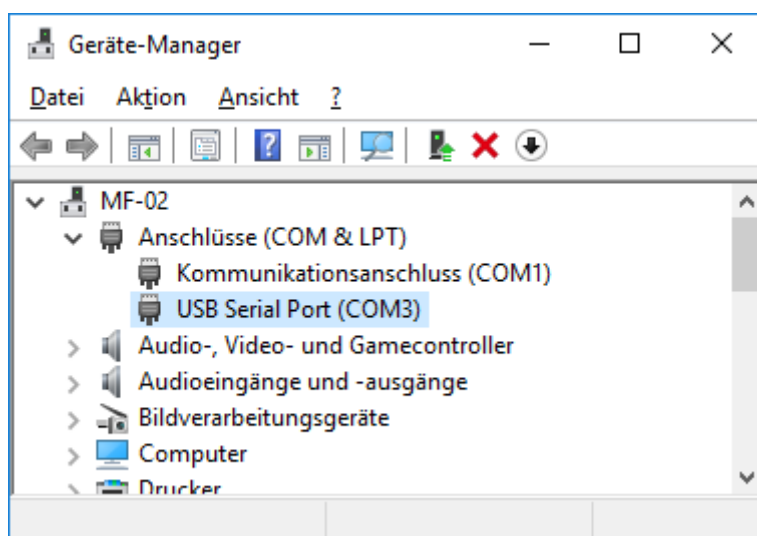 Geräte-Manager
Datei Aktion Ansicht ?
MF-02
Anschlüsse (COM & LPT)
Kommunikationsanschluss (COM1)
USB Serial Port (COM3)
Audio-, Video- und Gamecontroller
Audioeingänge und -ausgänge
Bildverarbeitungsgeräte
Computer
Drucker